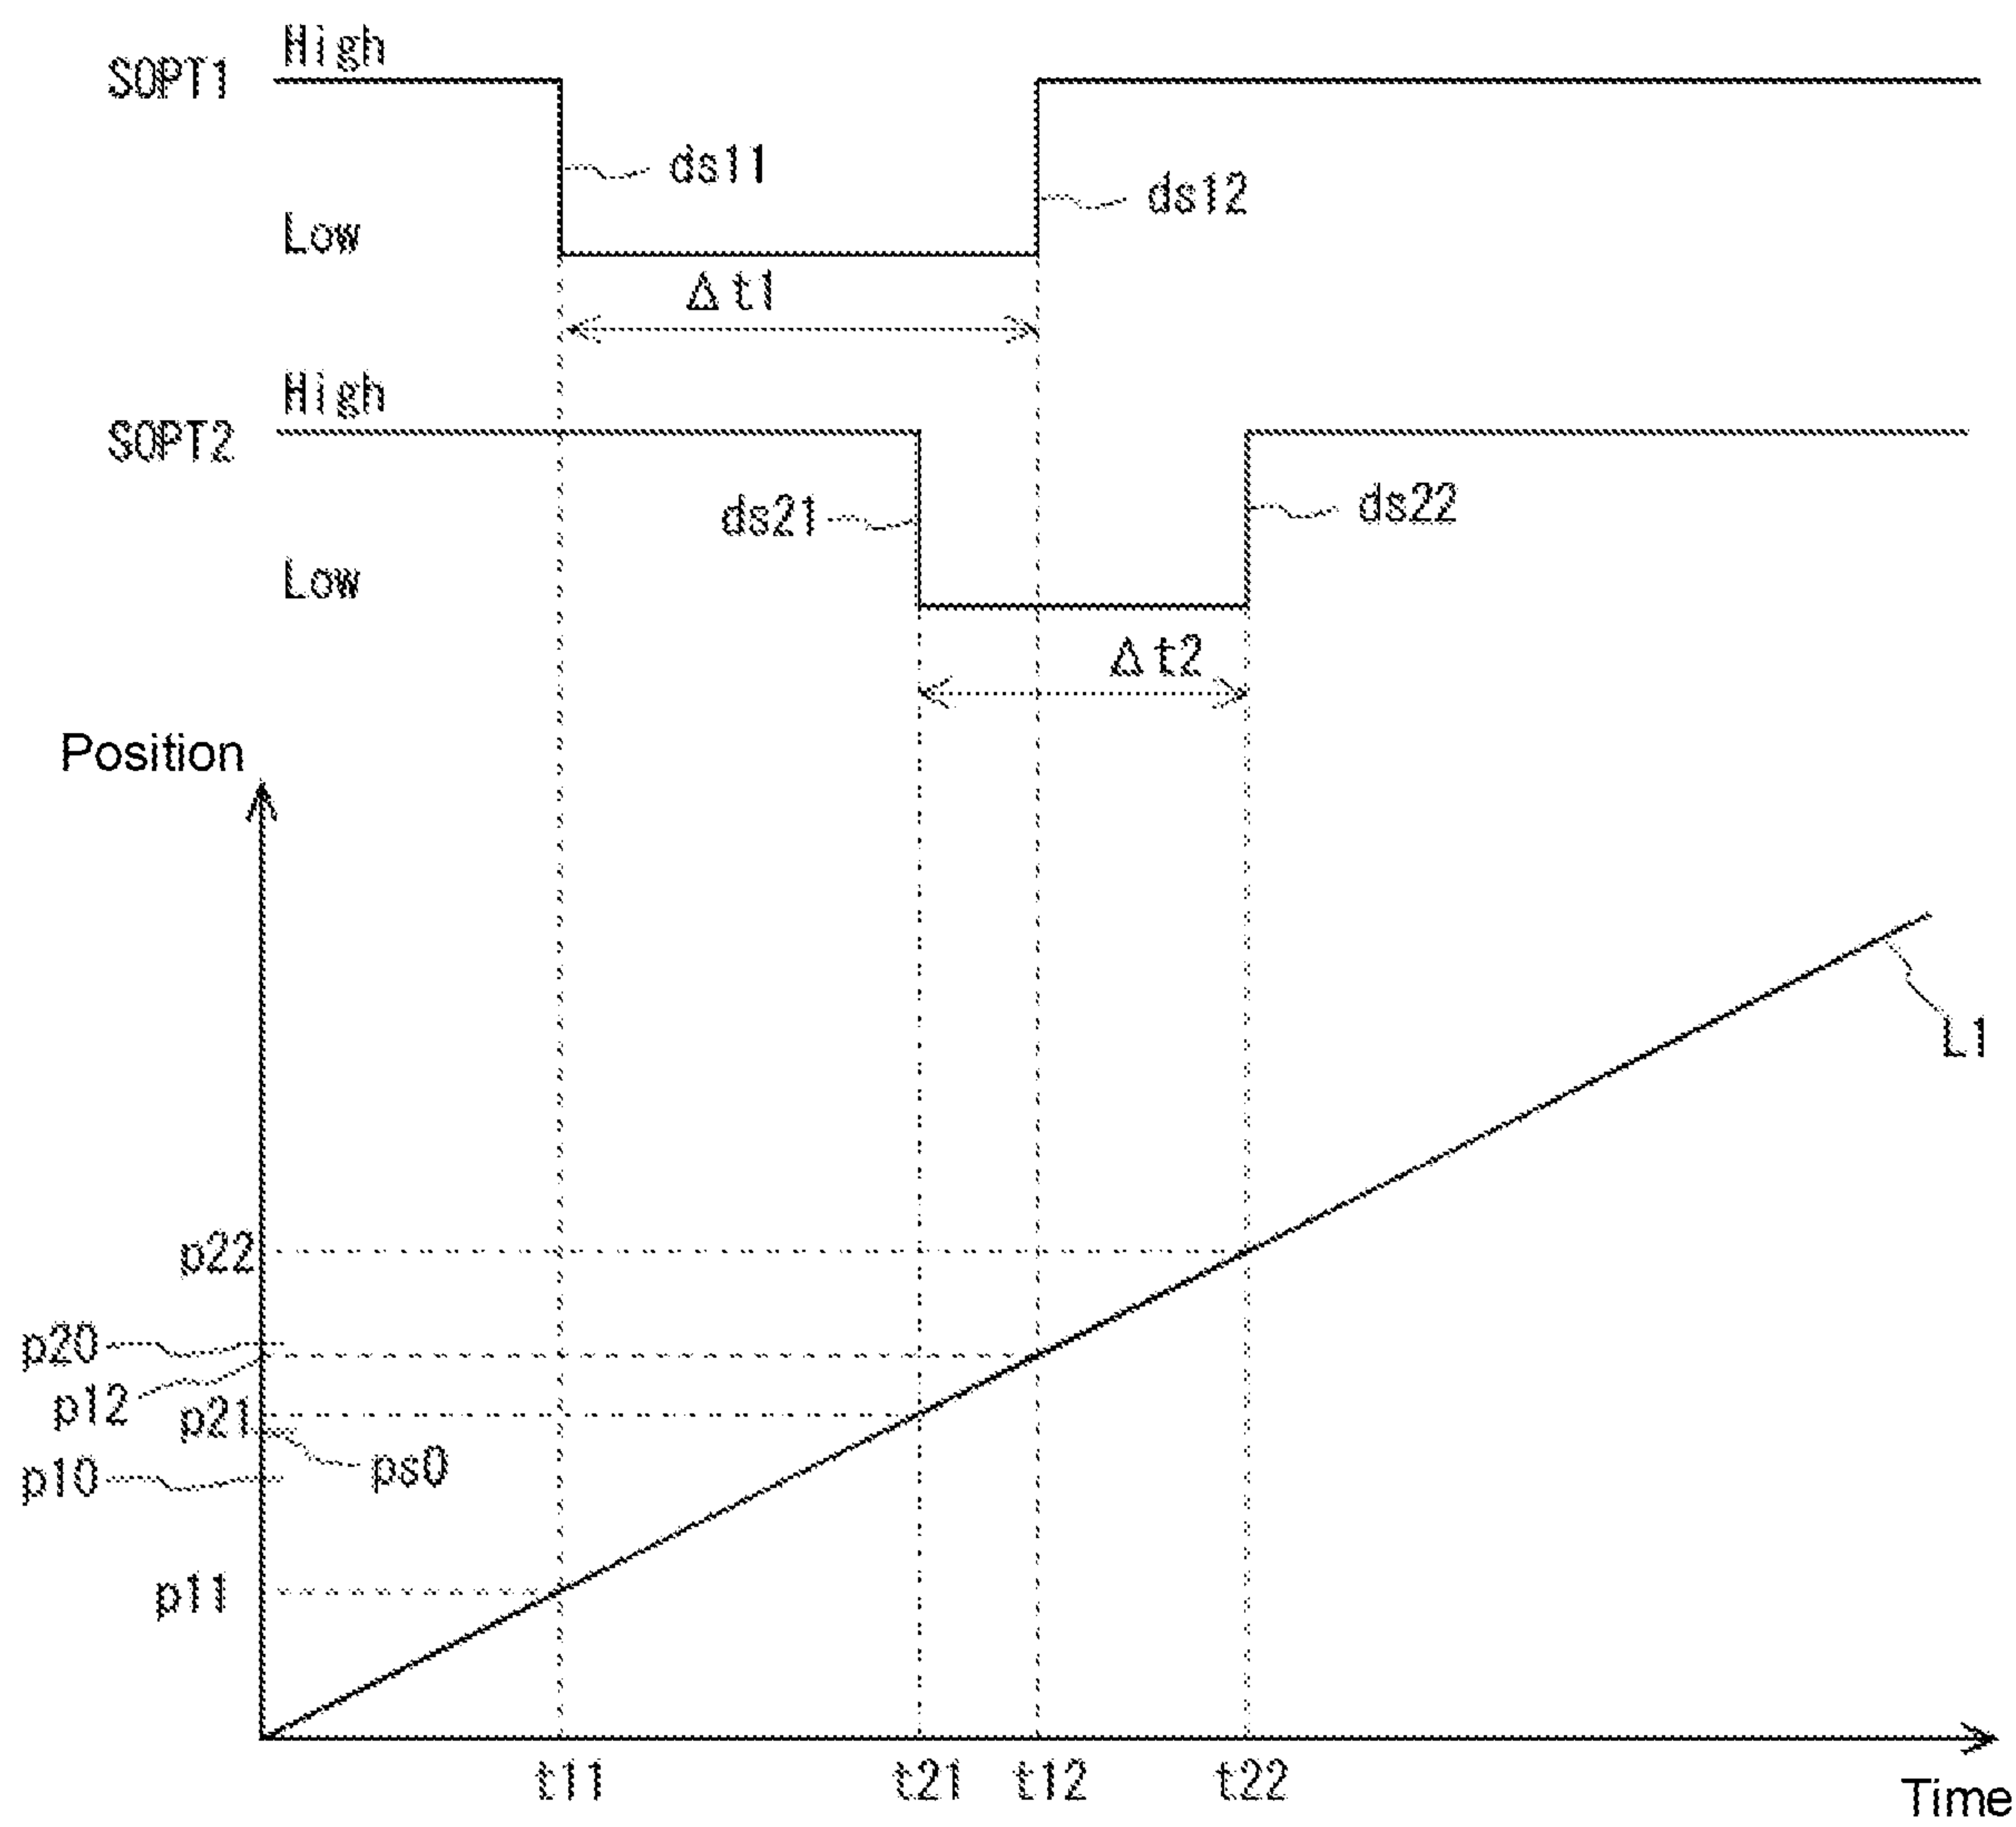 High
SOPT1
ds11
ds12
Low
Δt1
High
SOPT2
ds21
ds22
Low
Δt2
Position
L1
p22
p20
p12
p21
ps0
p10
p11
t11 t21 t12 t22
Time